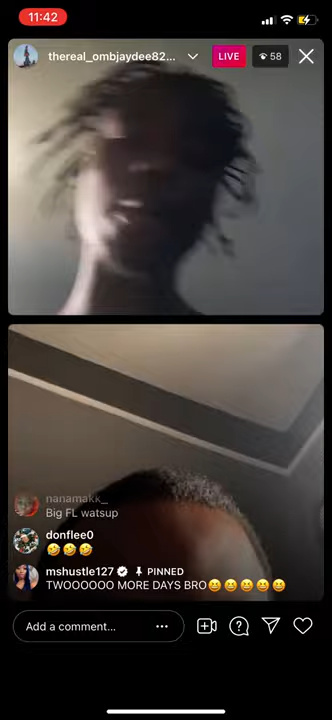 11:42
thereal_ombjaydee82...
LIVE
58
nanamakk_
Big FL watsup
donflee0
🤣🤣🤣
mshustle127 PINNED
TWOOOOOO MORE DAYS BRO😆😆😆😆😆
Add a comment...